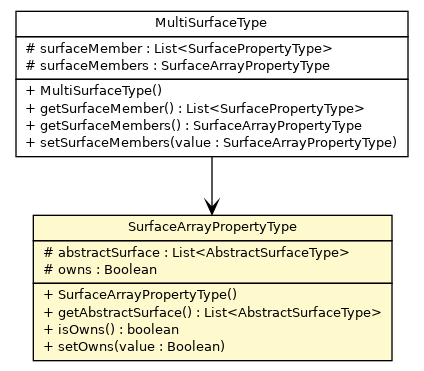 MultiSurfaceType
# surfaceMember : List<SurfacePropertyType>
# surfaceMembers : SurfaceArrayPropertyType
+ MultiSurfaceType()
+ getSurfaceMember() : List<SurfacePropertyType>
+ getSurfaceMembers() : SurfaceArrayPropertyType
+ setSurfaceMembers(value : SurfaceArrayPropertyType)
SurfaceArrayPropertyType
# abstractSurface : List<AbstractSurfaceType>
# owns : Boolean
+ SurfaceArrayPropertyType()
+ getAbstractSurface() : List<AbstractSurfaceType>
+ isOwns() : boolean
+ setOwns(value : Boolean)